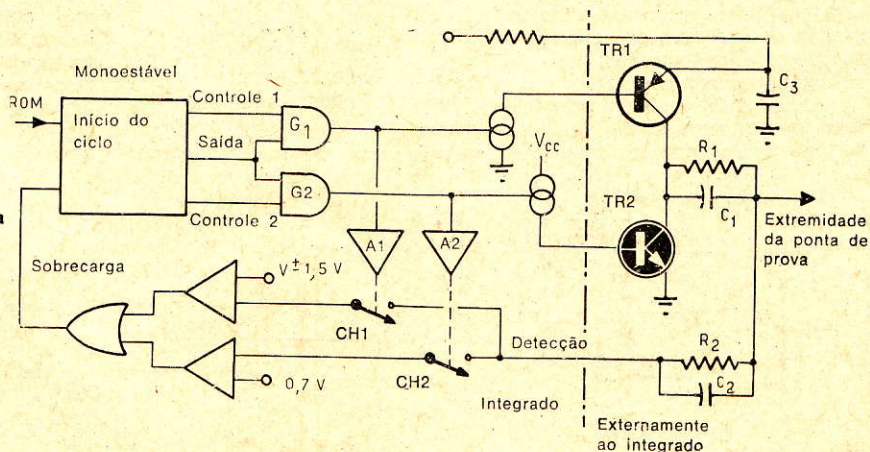 TR1
Monoestável
ROM
Controle 1
C3
Início do
ciclo
G1
Saída
Vcc
R1
G2
TR2
C1
Controle 2
Extremidade
da ponta de
prova
A1
A2
Sobrecarga
V ± 1,5 V
CH1
Detecção
R2
CH2
C2
0,7 V
Integrado
Externamente
ao integrado